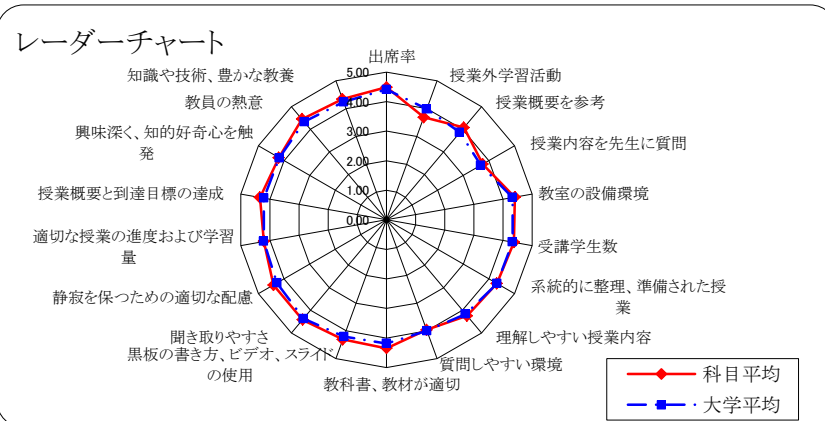 レーダーチャート
出席率
授業外学習活動
授業概要を参考
授業内容を先生に質問
教室の設備環境
受講学生数
系統的に整理、準備された授
業
理解しやすい授業内容
質問しやすい環境
教科書、教材が適切
黒板の書き方、ビデオ、スライド
の使用
聞き取りやすさ
静寂を保つための適切な配慮
適切な授業の進度および学習
量
授業概要と到達目標の達成
興味深く、知的好奇心を触
発
教員の熱意
知識や技術、豊かな教養
5.00
4.00
3.00
2.00
1.00
0.00
科目平均
大学平均